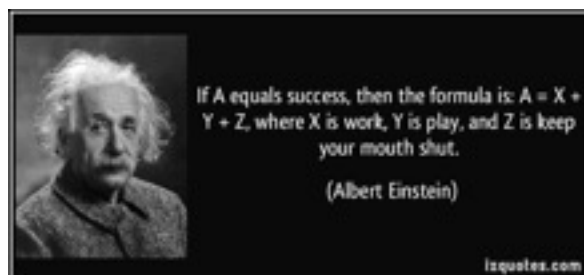 If A equals success, then the formula is: A = X +
Y + Z, where X is work, Y is play, and Z is keep
your mouth shut.
(Albert Einstein)
izquotes.com